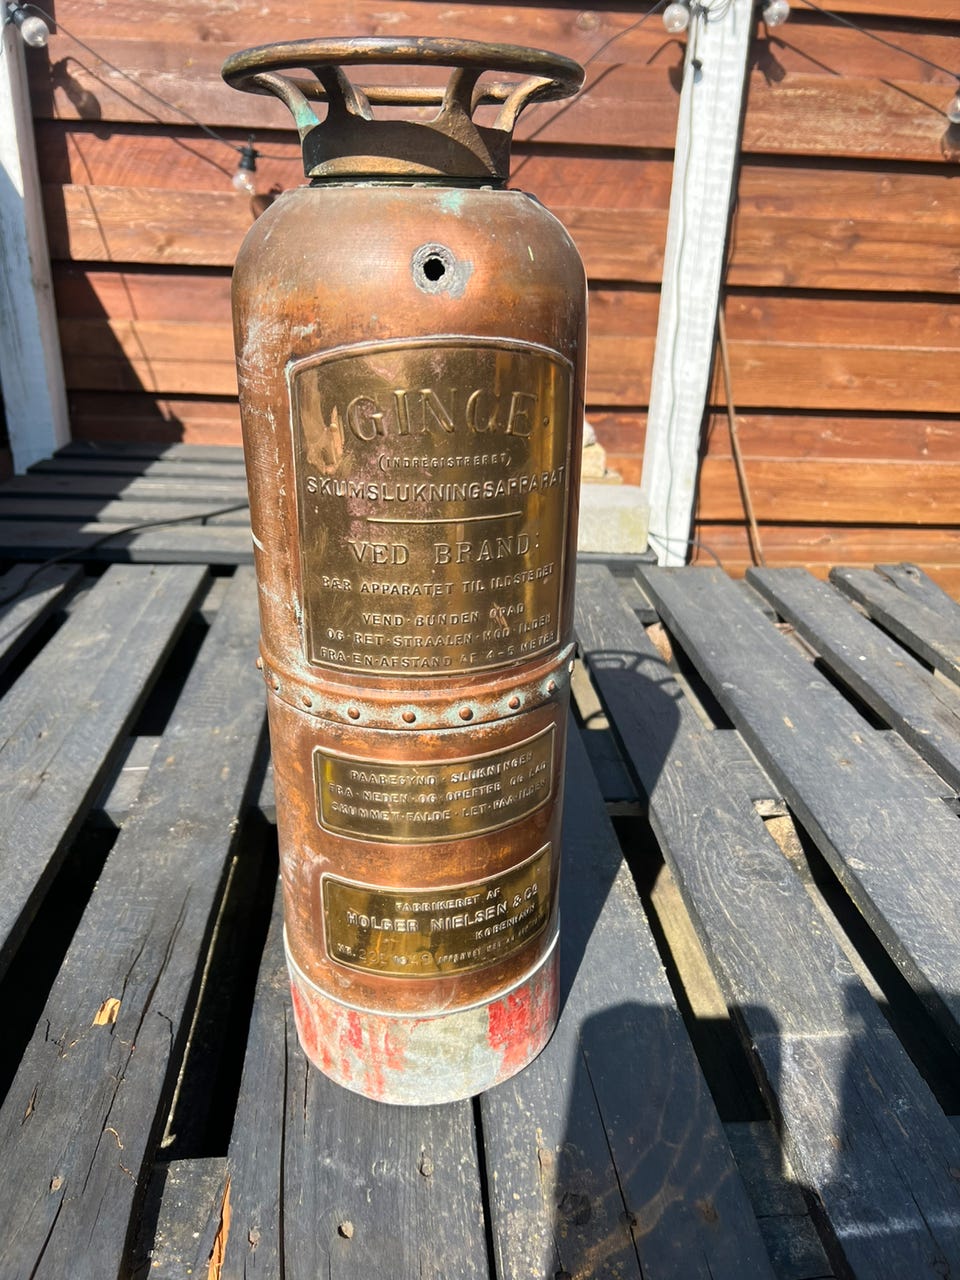 GINGE.
(INDREGISTRERET)
SKUMSLUKNINGSAPPARAT
VED BRAND:
BÆR APPARATET TIL ILDSTEDET
VEND·BUNDEN OPAD
OG·RET·STRAALEN·MOD·ILDEN
FRA·EN·AFSTAND AF 4-5 METER
PAABEGYND·SLUKNINGEN
FRA·NEDEN·OG·OPEFTER OG LAD
SKUMMET·FALDE·LET·PAA·ILDEN
FABRIKERET AF
HOLGER NIELSEN & Co
KØBENHAVN
NR.